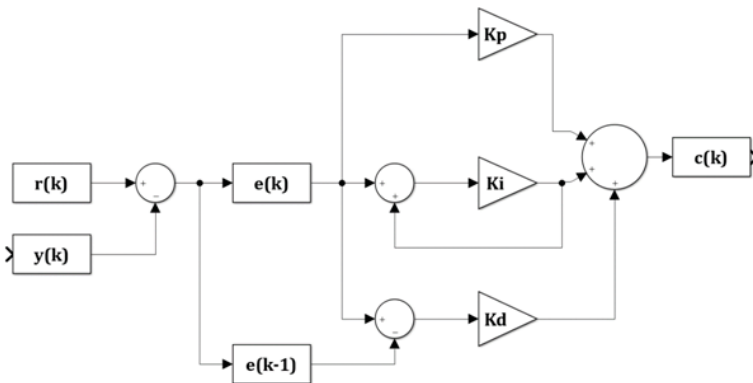 Kp
r(k)
+
−
e(k)
+
+
Ki
+
+
+
c(k)
y(k)
+
−
Kd
e(k-1)